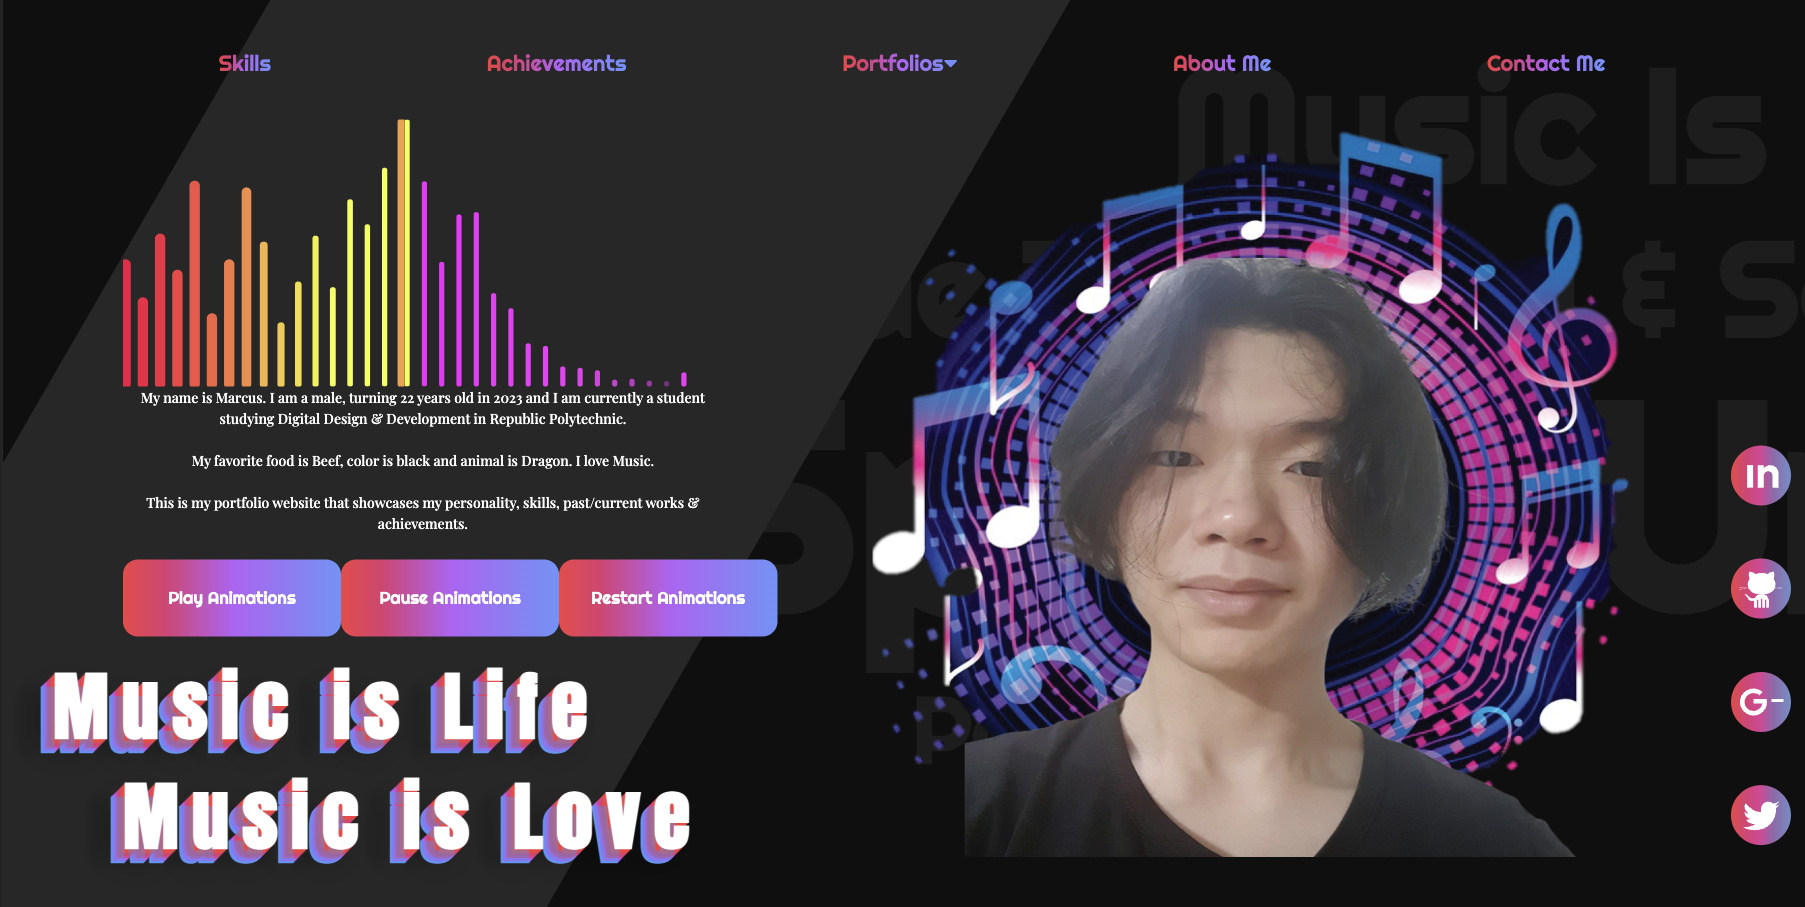 Skills
Achievements
Portfolios
About Me
Contact Me
Music Is
& S
My name is Marcus. I am a male, turning 22 years old in 2023 and I am currently a student
studying Digital Design & Development in Republic Polytechnic.
My favorite food is Beef, color is black and animal is Dragon. I love Music.
This is my portfolio website that showcases my personality, skills, past/current works &
achievements.
Play Animations
Pause Animations
Restart Animations
Music is Life
Music is Love
in
G-